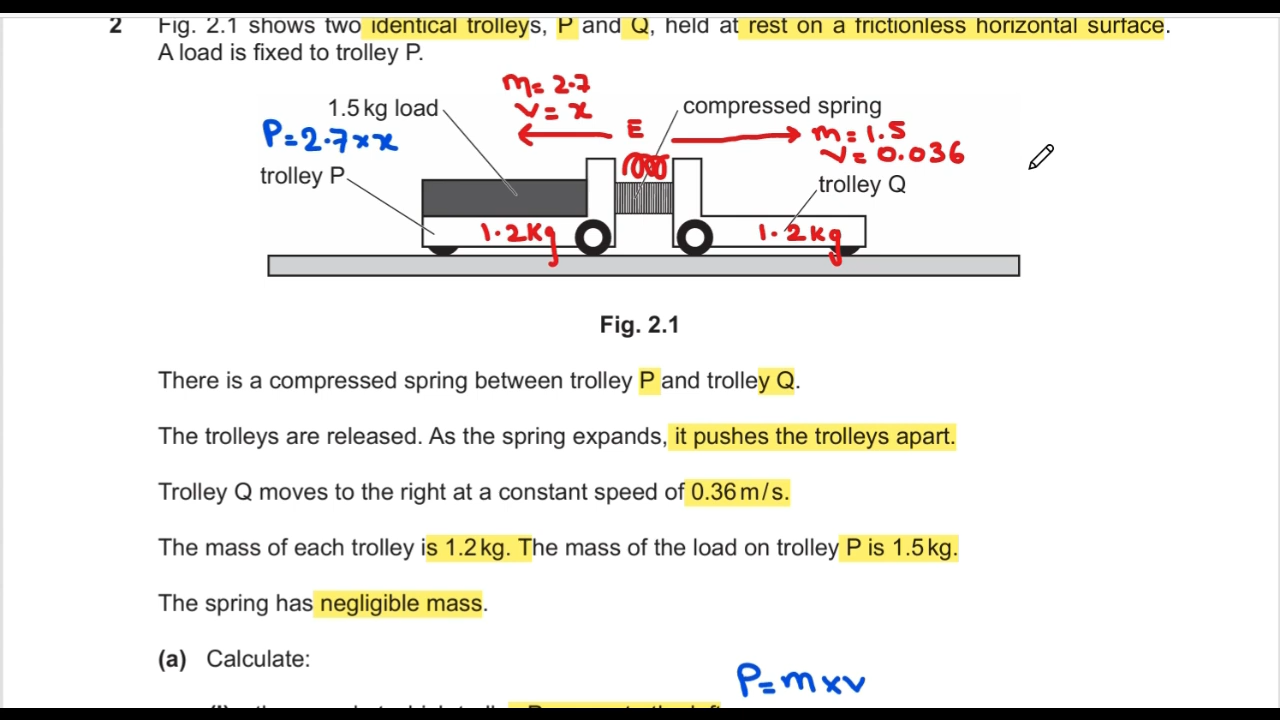 2 Fig. 2.1 shows two identical trolleys, P and Q, held at rest on a frictionless horizontal surface.
A load is fixed to trolley P.
m= 2.7
1.5 kg load
v= x
compressed spring
P=2.7×x
E
m=1.5
v=0.036
trolley P
trolley Q
1.2kg
1.2kg
Fig. 2.1
There is a compressed spring between trolley P and trolley Q.
The trolleys are released. As the spring expands, it pushes the trolleys apart.
Trolley Q moves to the right at a constant speed of 0.36 m/s.
The mass of each trolley is 1.2 kg. The mass of the load on trolley P is 1.5 kg.
The spring has negligible mass.
(a) Calculate:
P=m×v